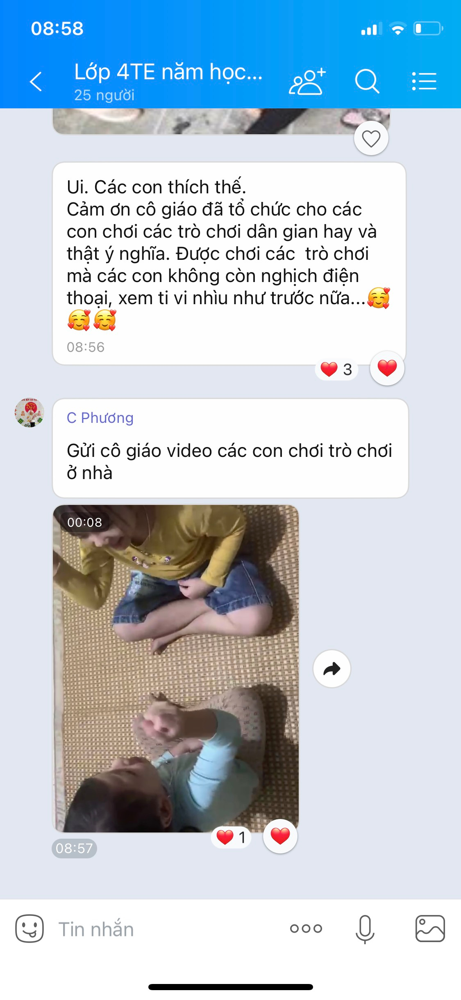 08:58
Lớp 4TE năm học...
25 người
Ui. Các con thích thế.
Cảm ơn cô giáo đã tổ chức cho các
con chơi các trò chơi dân gian hay và
thật ý nghĩa. Được chơi các  trò chơi
mà các con không còn nghịch điện
thoại, xem ti vi nhìu như trước nữa...🥰
🥰🥰
08:56
❤️ 3
C Phương
Gửi cô giáo video các con chơi trò chơi
ở nhà
00:08
❤️ 1
08:57
Tin nhắn